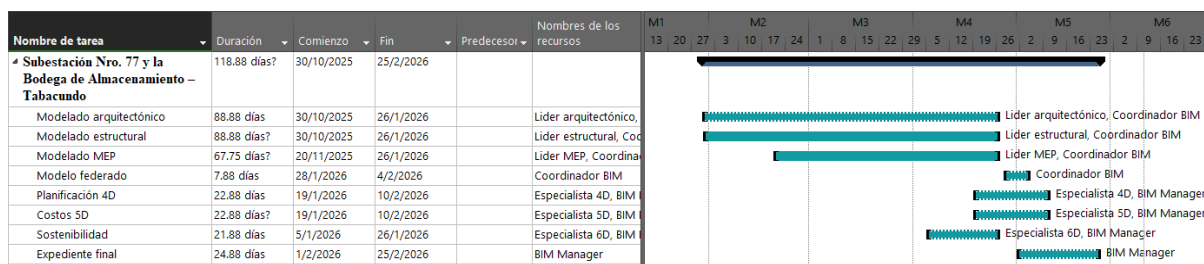 Nombre de tarea Duración Comienzo Fin Predecesor Nombres de los recursos
M1 M2 M3 M4 M5 M6
13 20 27 3 10 17 24 1 8 15 22 29 5 12 19 26 2 9 16 23 2 9 16 23
Subestación Nro. 77 y la Bodega de Almacenamiento – Tabacundo 118.88 días? 30/10/2025 25/2/2026
Modelado arquitectónico 88.88 días 30/10/2025 26/1/2026 Lider arquitectónico, Lider arquitectónico, Coordinador BIM
Modelado estructural 88.88 días? 30/10/2025 26/1/2026 Lider estructural, Coo Lider estructural, Coordinador BIM
Modelado MEP 67.75 días? 20/11/2025 26/1/2026 Lider MEP, Coordina Lider MEP, Coordinador BIM
Modelo federado 7.88 días 28/1/2026 4/2/2026 Coordinador BIM Coordinador BIM
Planificación 4D 22.88 días 19/1/2026 10/2/2026 Especialista 4D, BIM Especialista 4D, BIM Manager
Costos 5D 22.88 días? 19/1/2026 10/2/2026 Especialista 5D, BIM Especialista 5D, BIM Manager
Sostenibilidad 21.88 días 5/1/2026 26/1/2026 Especialista 6D, BIM Especialista 6D, BIM Manager
Expediente final 24.88 días 1/2/2026 25/2/2026 BIM Manager BIM Manager